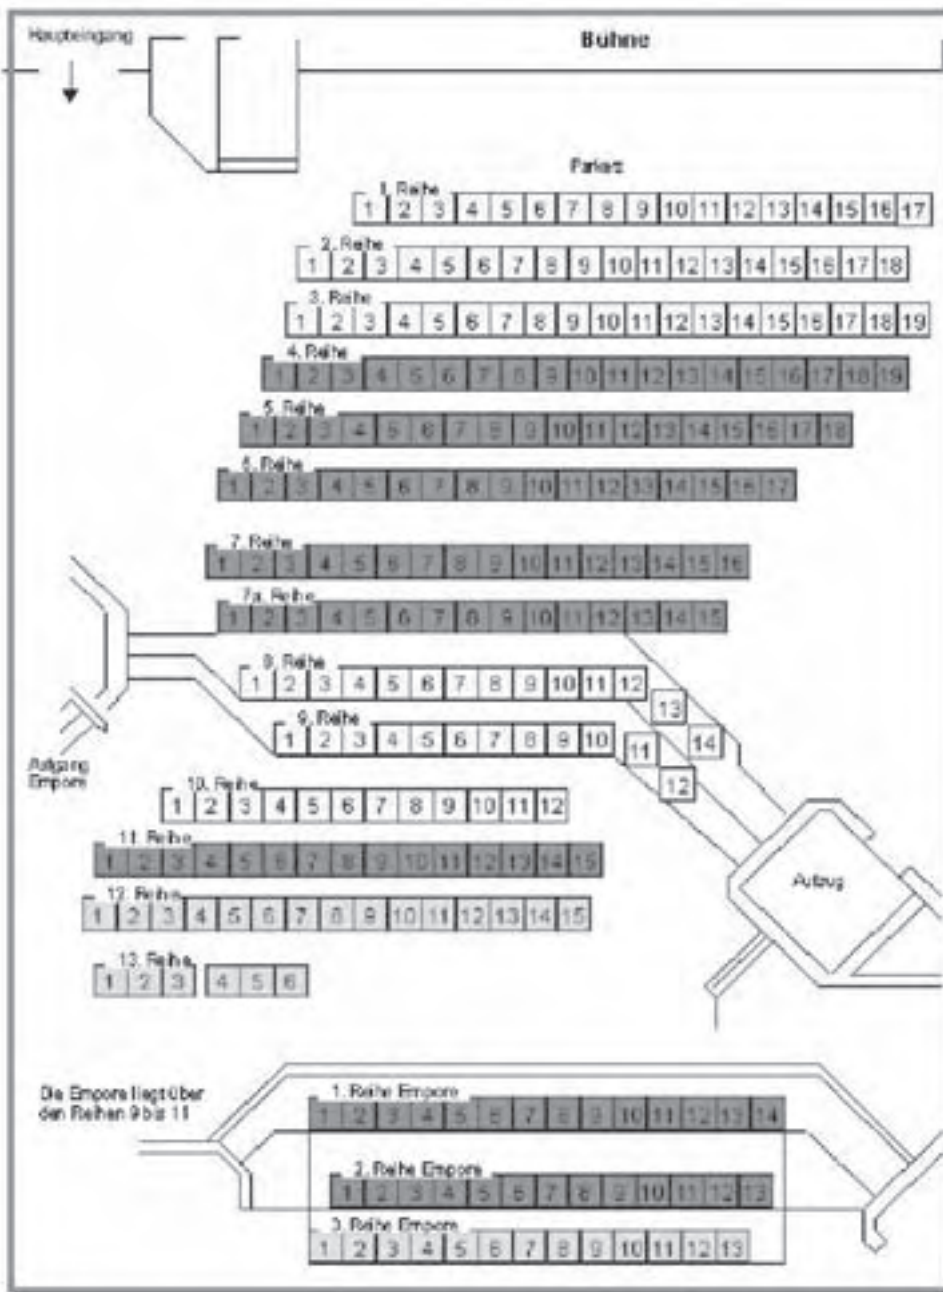 Haupteingang
Bühne
Parkett
1. Reihe
1 2 3 4 5 6 7 8 9 10 11 12 13 14 15 16 17
2. Reihe
1 2 3 4 5 6 7 8 9 10 11 12 13 14 15 16 17 18
3. Reihe
1 2 3 4 5 6 7 8 9 10 11 12 13 14 15 16 17 18 19
4. Reihe
1 2 3 4 5 6 7 8 9 10 11 12 13 14 15 16 17 18 19
5. Reihe
1 2 3 4 5 6 7 8 9 10 11 12 13 14 15 16 17 18
6. Reihe
1 2 3 4 5 6 7 8 9 10 11 12 13 14 15 16 17
7. Reihe
1 2 3 4 5 6 7 8 9 10 11 12 13 14 15 16
7a. Reihe
1 2 3 4 5 6 7 8 9 10 11 12 13 14 15
8. Reihe
1 2 3 4 5 6 7 8 9 10 11 12
13
14
9. Reihe
1 2 3 4 5 6 7 8 9 10
11
12
Aufgang
Empore
10. Reihe
1 2 3 4 5 6 7 8 9 10 11 12
11. Reihe
1 2 3 4 5 6 7 8 9 10 11 12 13 14 15
12. Reihe
1 2 3 4 5 6 7 8 9 10 11 12 13 14 15
Aufzug
13. Reihe
1 2 3 4 5 6
Die Empore liegt über
den Reihen 9 bis 11
1. Reihe Empore
1 2 3 4 5 6 7 8 9 10 11 12 13 14
2. Reihe Empore
1 2 3 4 5 6 7 8 9 10 11 12 13
3. Reihe Empore
1 2 3 4 5 6 7 8 9 10 11 12 13